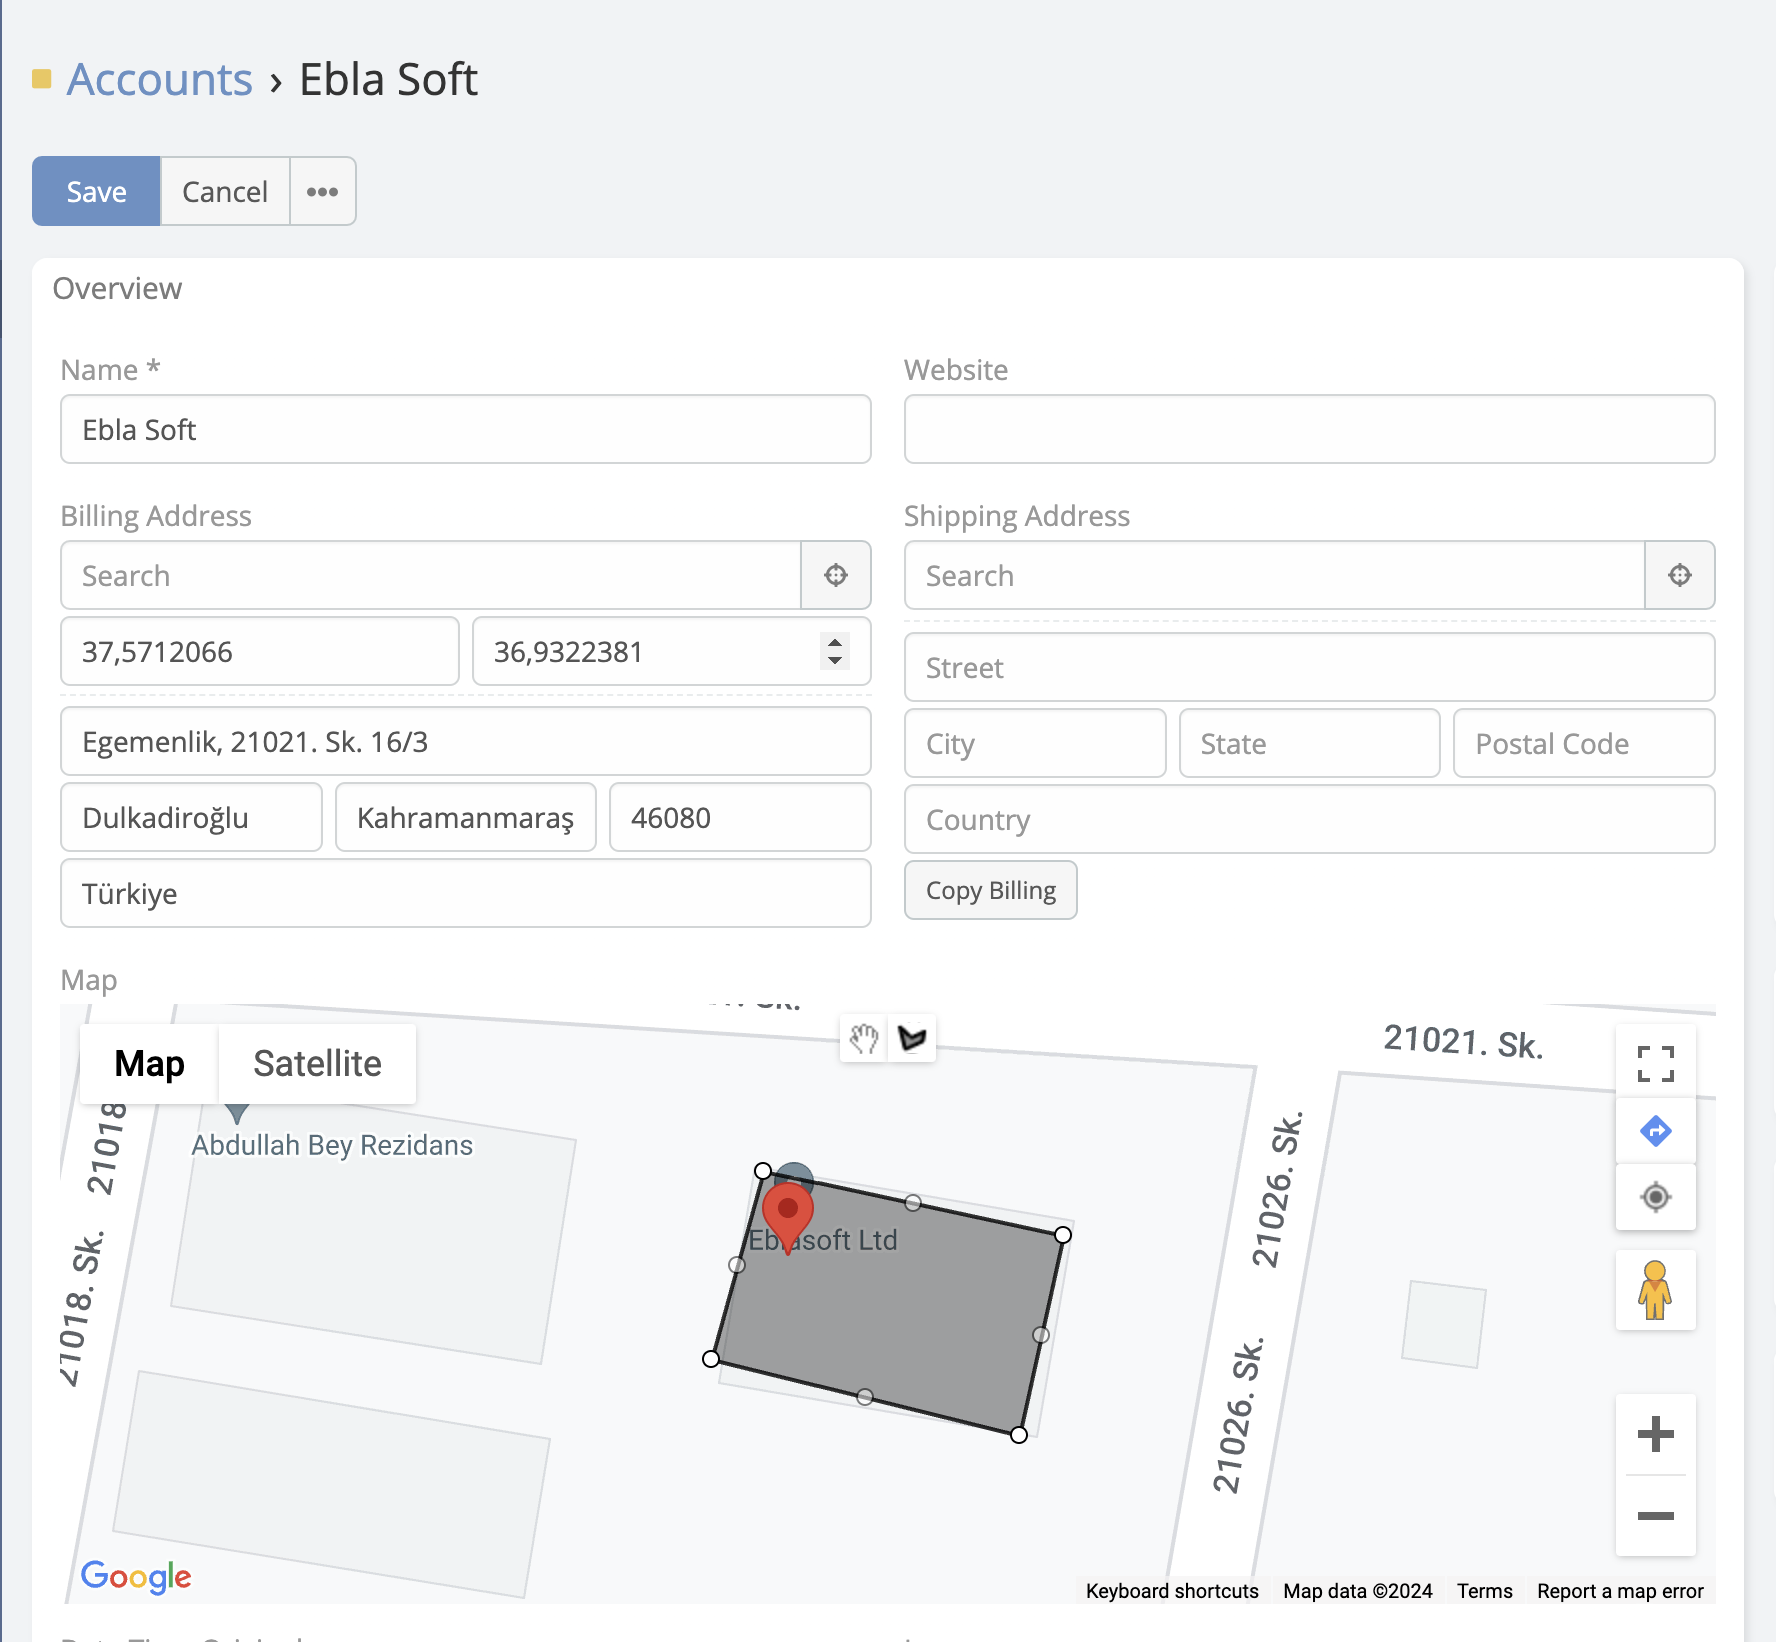 Accounts › Ebla Soft
Save
Cancel
•••
Overview
Name *
Website
Ebla Soft
Billing Address
Shipping Address
Search
Search
37,5712066
36,9322381
Street
Egemenlik, 21021. Sk. 16/3
City
State
Postal Code
Dulkadiroğlu
Kahramanmaraş
46080
Country
Türkiye
Copy Billing
Map
Sk.
Map
Satellite
21021. Sk.
21018
Abdullah Bey Rezidans
21026. Sk.
Eblasoft Ltd
21018. Sk.
21026. Sk.
Google
Keyboard shortcuts
Map data ©2024
Terms
Report a map error